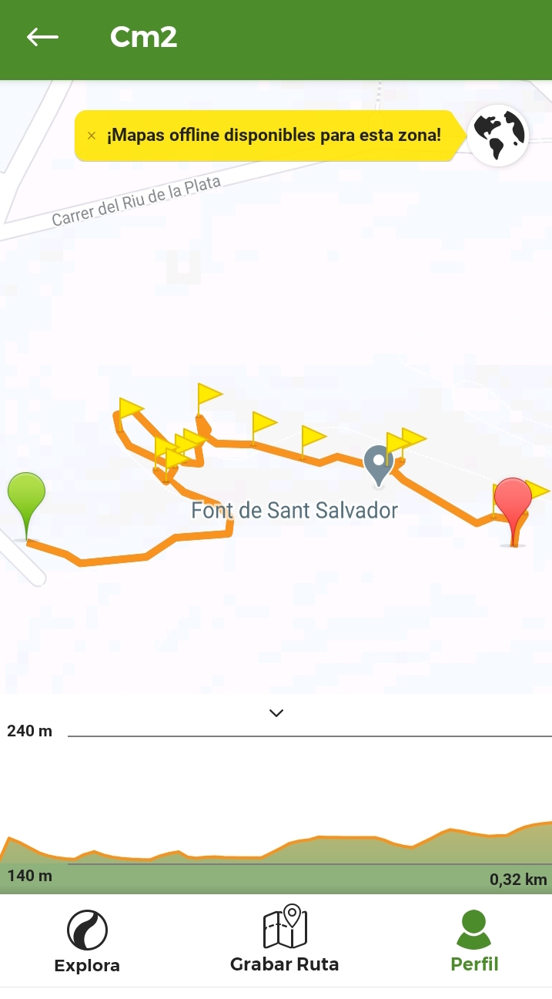 Cm2
¡Mapas offline disponibles para esta zona!
Carrer del Riu de la Plata
Font de Sant Salvador
240 m
140 m
0,32 km
Explora
Grabar Ruta
Perfil